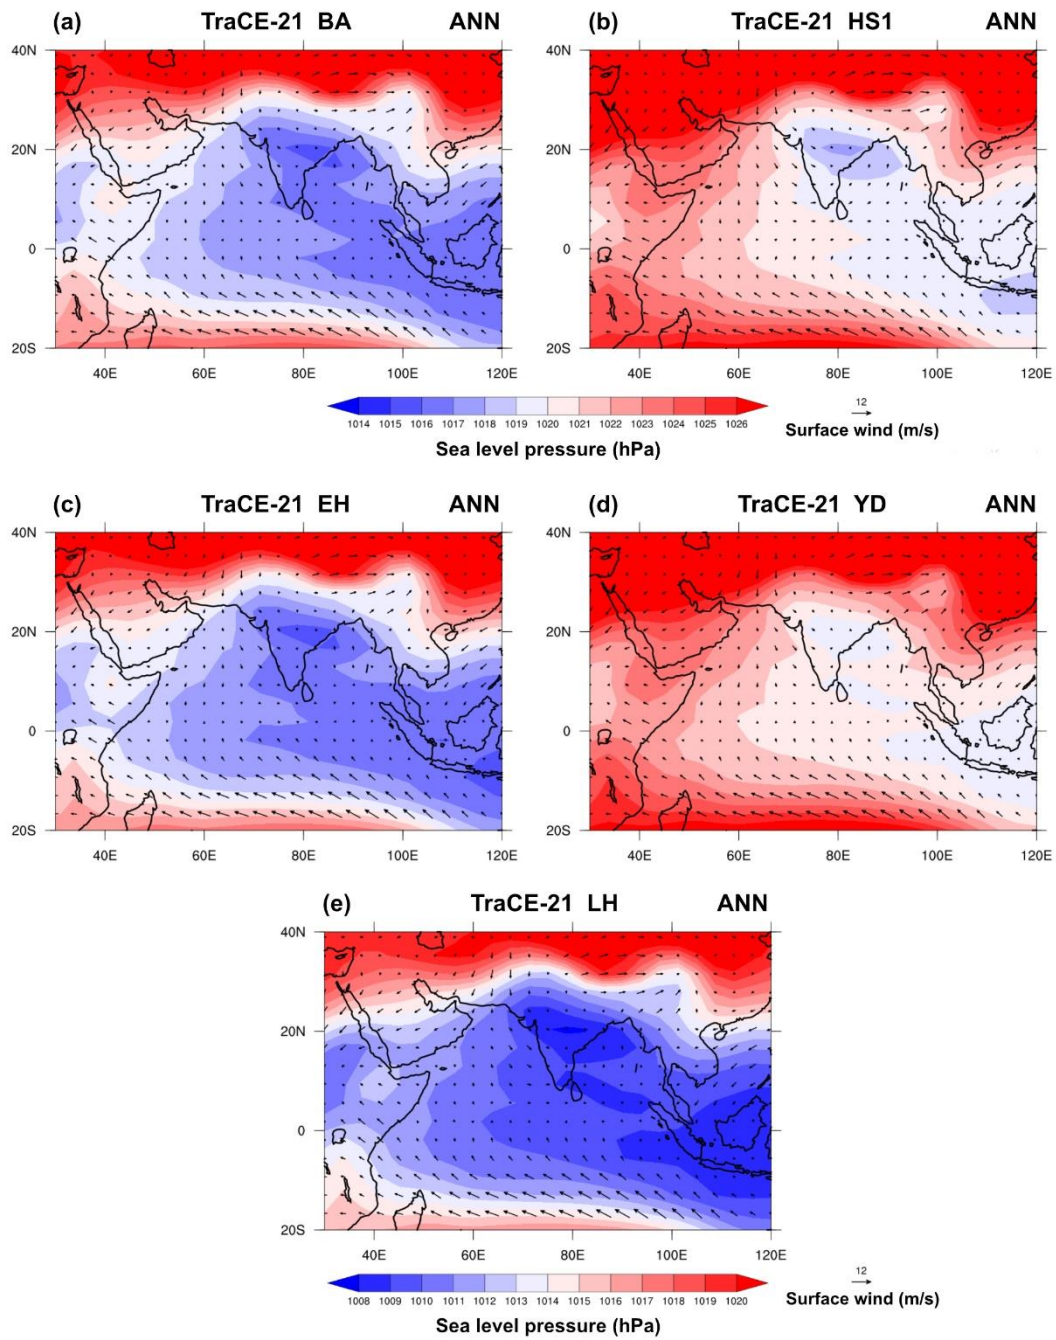 (a) TraCE-21 BA ANN
(b) TraCE-21 HS1 ANN
40N
20N
0
20S
40E 60E 80E 100E 120E
40N
20N
0
20S
40E 60E 80E 100E 120E
1014 1015 1016 1017 1018 1019 1020 1021 1022 1023 1024 1025 1026
Sea level pressure (hPa)
12
Surface wind (m/s)
(c) TraCE-21 EH ANN
(d) TraCE-21 YD ANN
40N
20N
0
20S
40E 60E 80E 100E 120E
40N
20N
0
20S
40E 60E 80E 100E 120E
(e) TraCE-21 LH ANN
40N
20N
0
20S
40E 60E 80E 100E 120E
1008 1009 1010 1011 1012 1013 1014 1015 1016 1017 1018 1019 1020
Sea level pressure (hPa)
12
Surface wind (m/s)